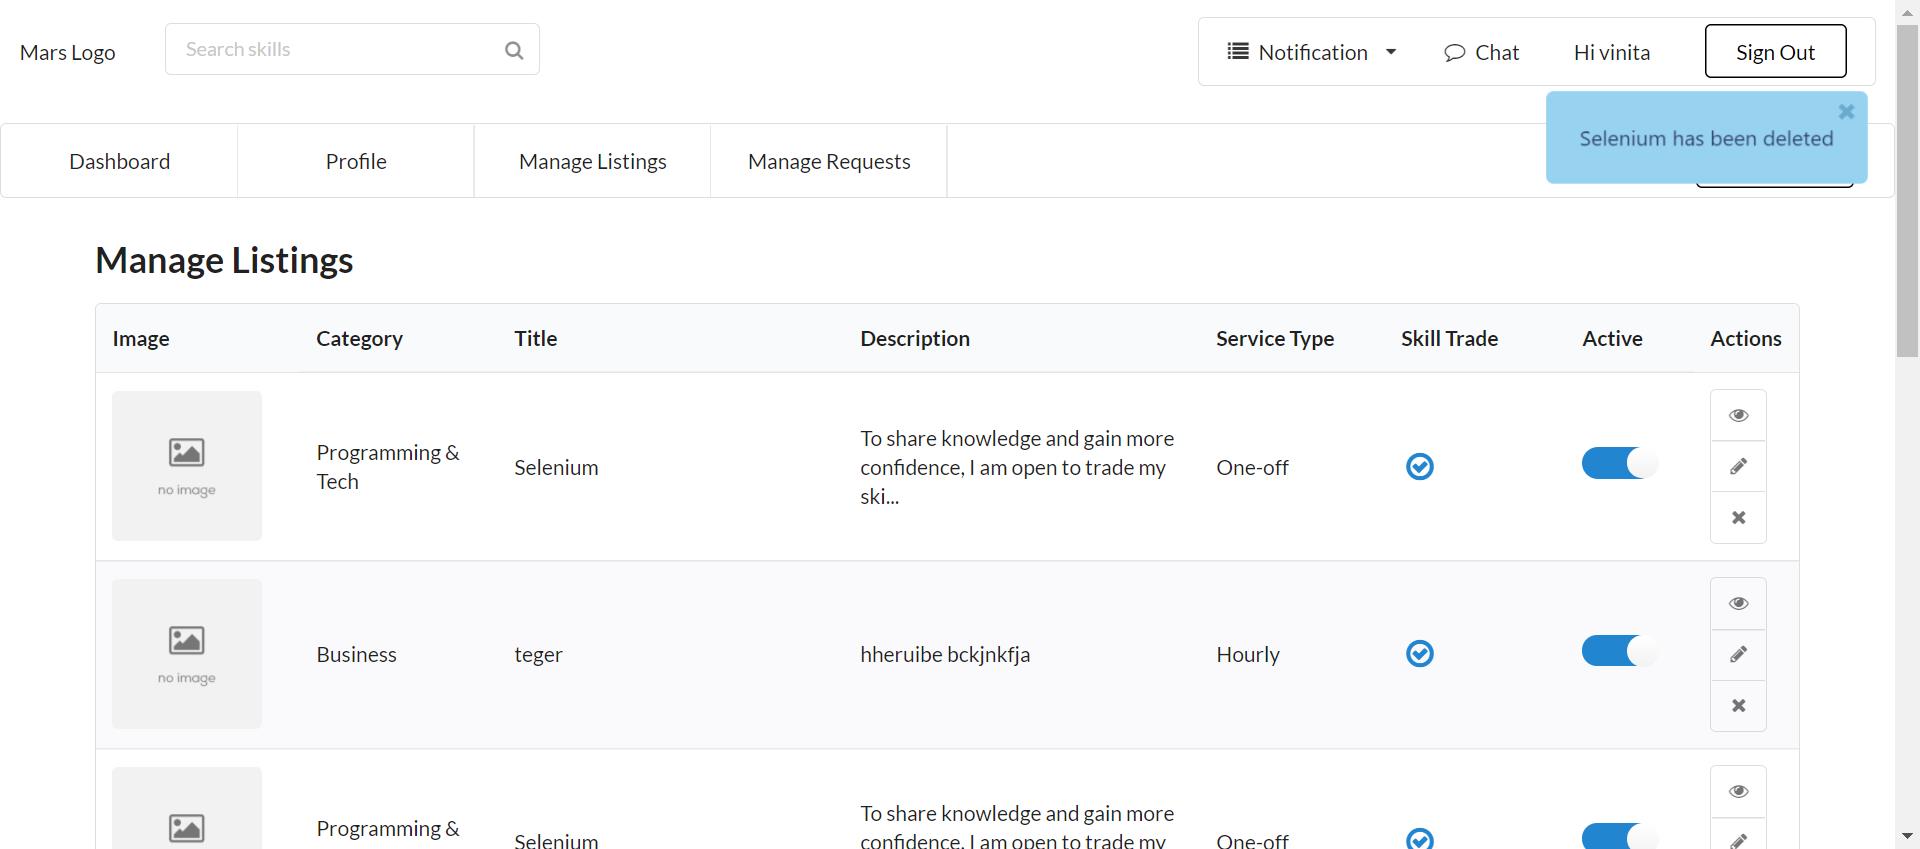 Mars Logo
Search skills
Notification
Chat
Hi vinita
Sign Out
Selenium has been deleted
Dashboard
Profile
Manage Listings
Manage Requests
Manage Listings
Image Category Title Description Service Type Skill Trade Active Actions
no image
Programming &
Tech
Selenium
To share knowledge and gain more
confidence, I am open to trade my
ski...
One-off
no image
Business
teger
hheruibe bckjnkfja
Hourly
Programming &
Selenium
To share knowledge and gain more
confidence, I am open to trade my
One-off